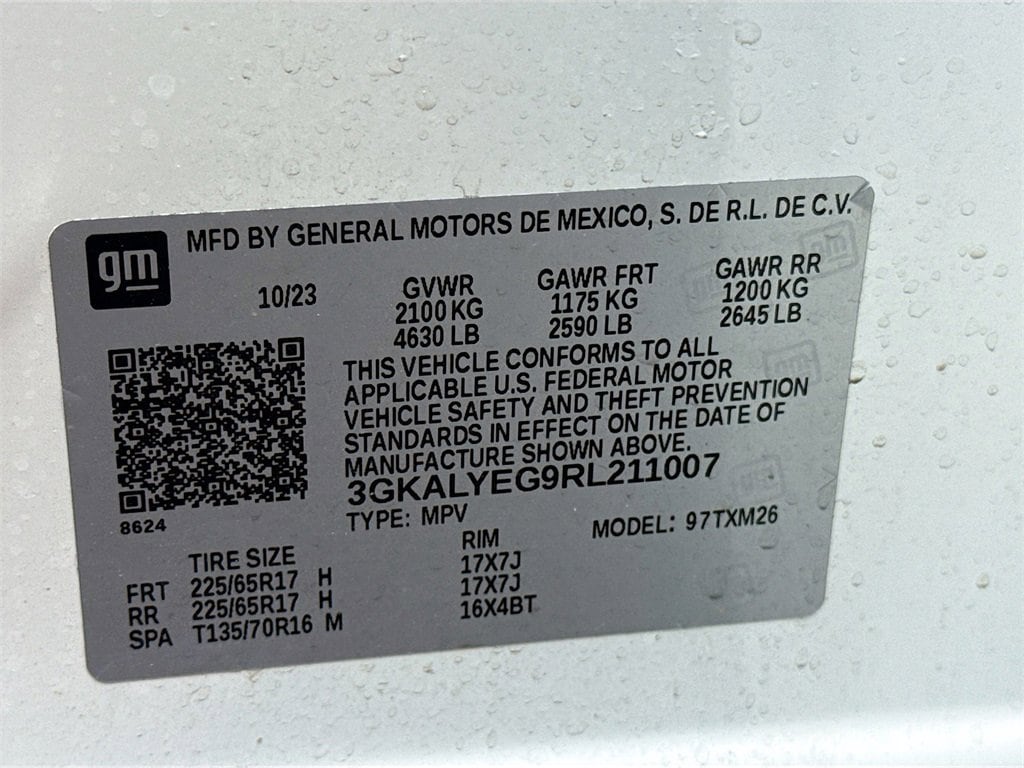 gm MFD BY GENERAL MOTORS DE MEXICO, S. DE R.L. DE C.V.
10/23 GVWR GAWR FRT GAWR RR
2100 KG 1175 KG 1200 KG
4630 LB 2590 LB 2645 LB
THIS VEHICLE CONFORMS TO ALL
APPLICABLE U.S. FEDERAL MOTOR
VEHICLE SAFETY AND THEFT PREVENTION
STANDARDS IN EFFECT ON THE DATE OF
MANUFACTURE SHOWN ABOVE.
3GKALYEG9RL211007
8624 TYPE: MPV MODEL: 97TXM26
TIRE SIZE RIM
FRT 225/65R17 H 17X7J
RR 225/65R17 H 17X7J
SPA T135/70R16 M 16X4BT